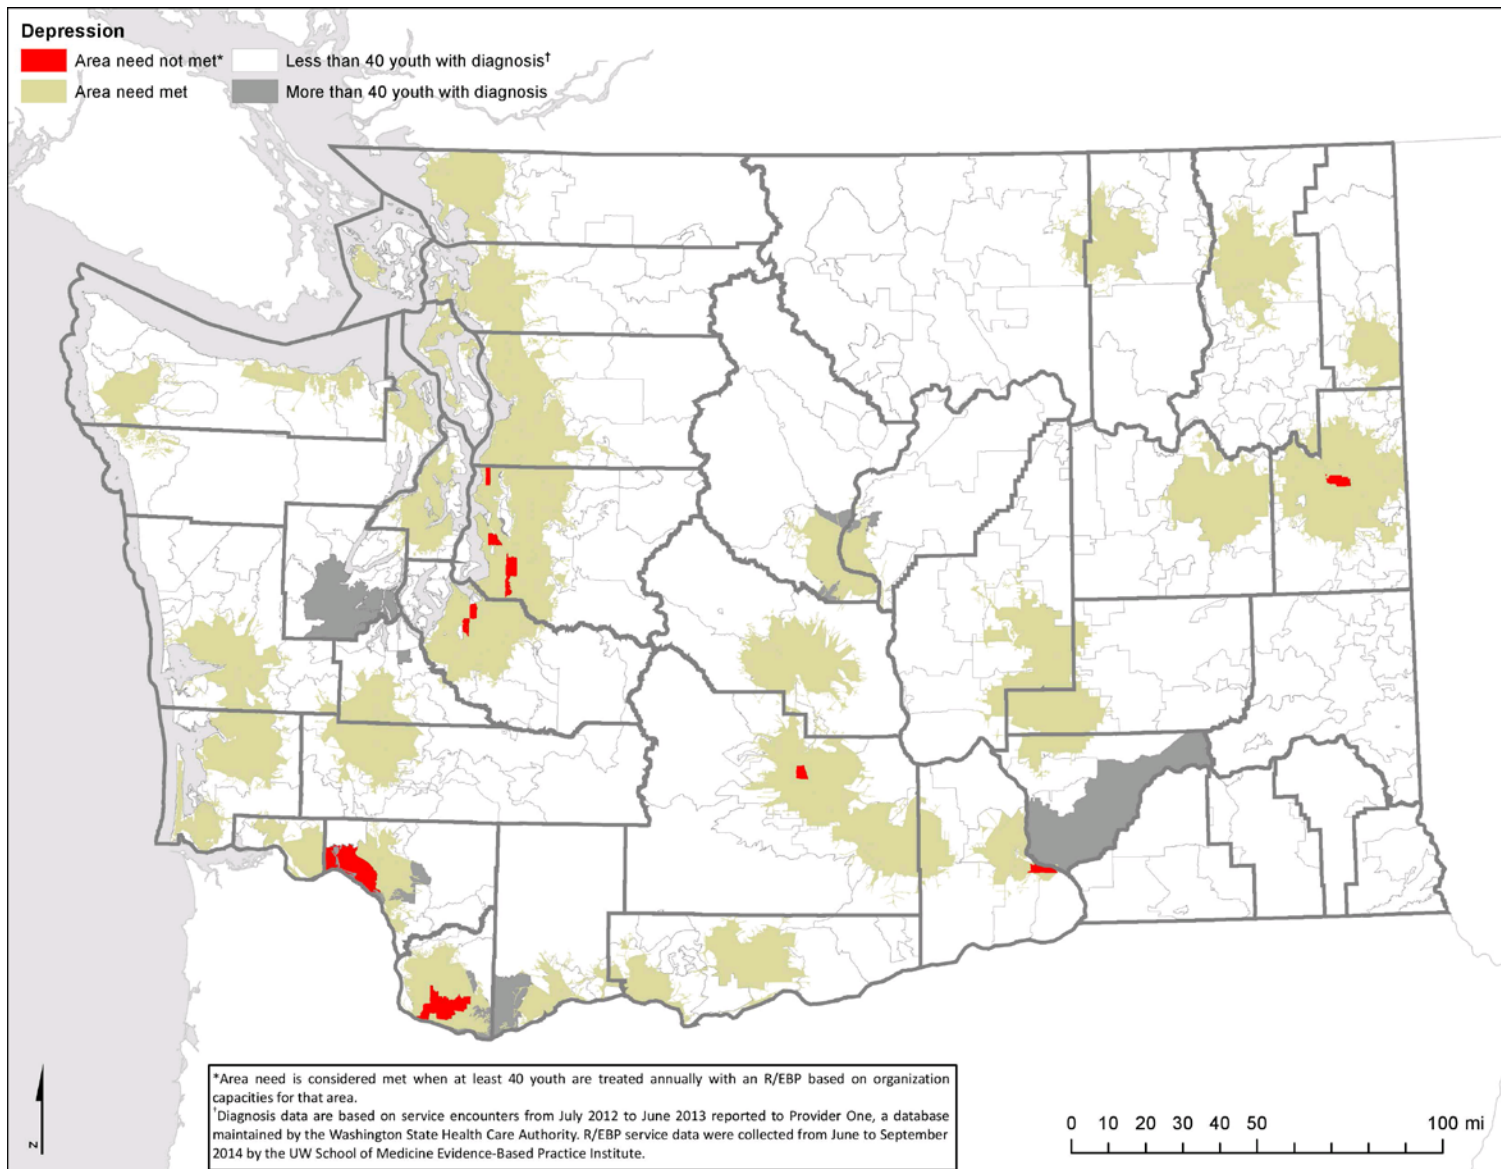 Depression
Area need not met*
Less than 40 youth with diagnosis†
Area need met
More than 40 youth with diagnosis
*Area need is considered met when at least 40 youth are treated annually with an R/EBP based on organization
capacities for that area.
†Diagnosis data are based on service encounters from July 2012 to June 2013 reported to Provider One, a database
maintained by the Washington State Health Care Authority. R/EBP service data were collected from June to September
2014 by the UW School of Medicine Evidence-Based Practice Institute.
N
0 10 20 30 40 50 100 mi